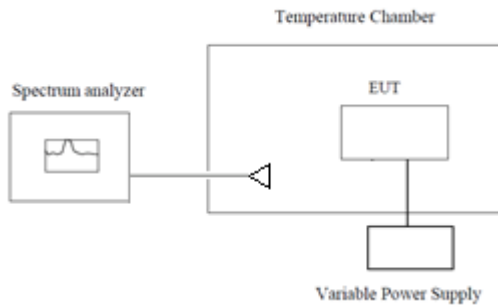 Temperature Chamber
Spectrum analyzer
EUT
Variable Power Supply